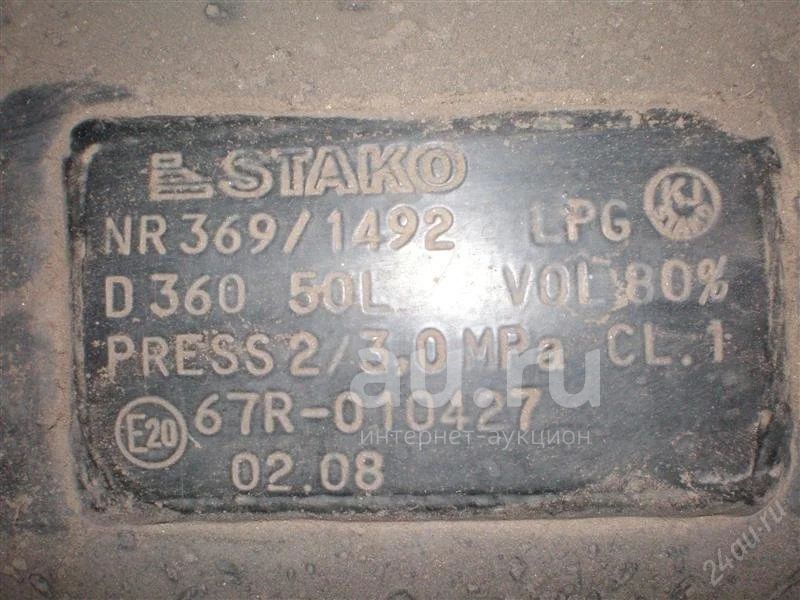 STAKO
NR 369/1492 LPG
D 360 50L VOL 80%
PRESS 2/3,0 MPa CL.1
E20 67R-010427
02.08
au.ru
интернет-аукцион
24au.ru